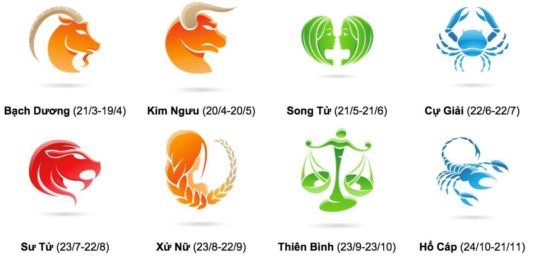 Bạch Dương (21/3-19/4) Kim Ngưu (20/4-20/5) Song Tử (21/5-21/6) Cự Giải (22/6-22/7)
Sư Tử (23/7-22/8) Xử Nữ (23/8-22/9) Thiên Bình (23/9-23/10) Hổ Cáp (24/10-21/11)